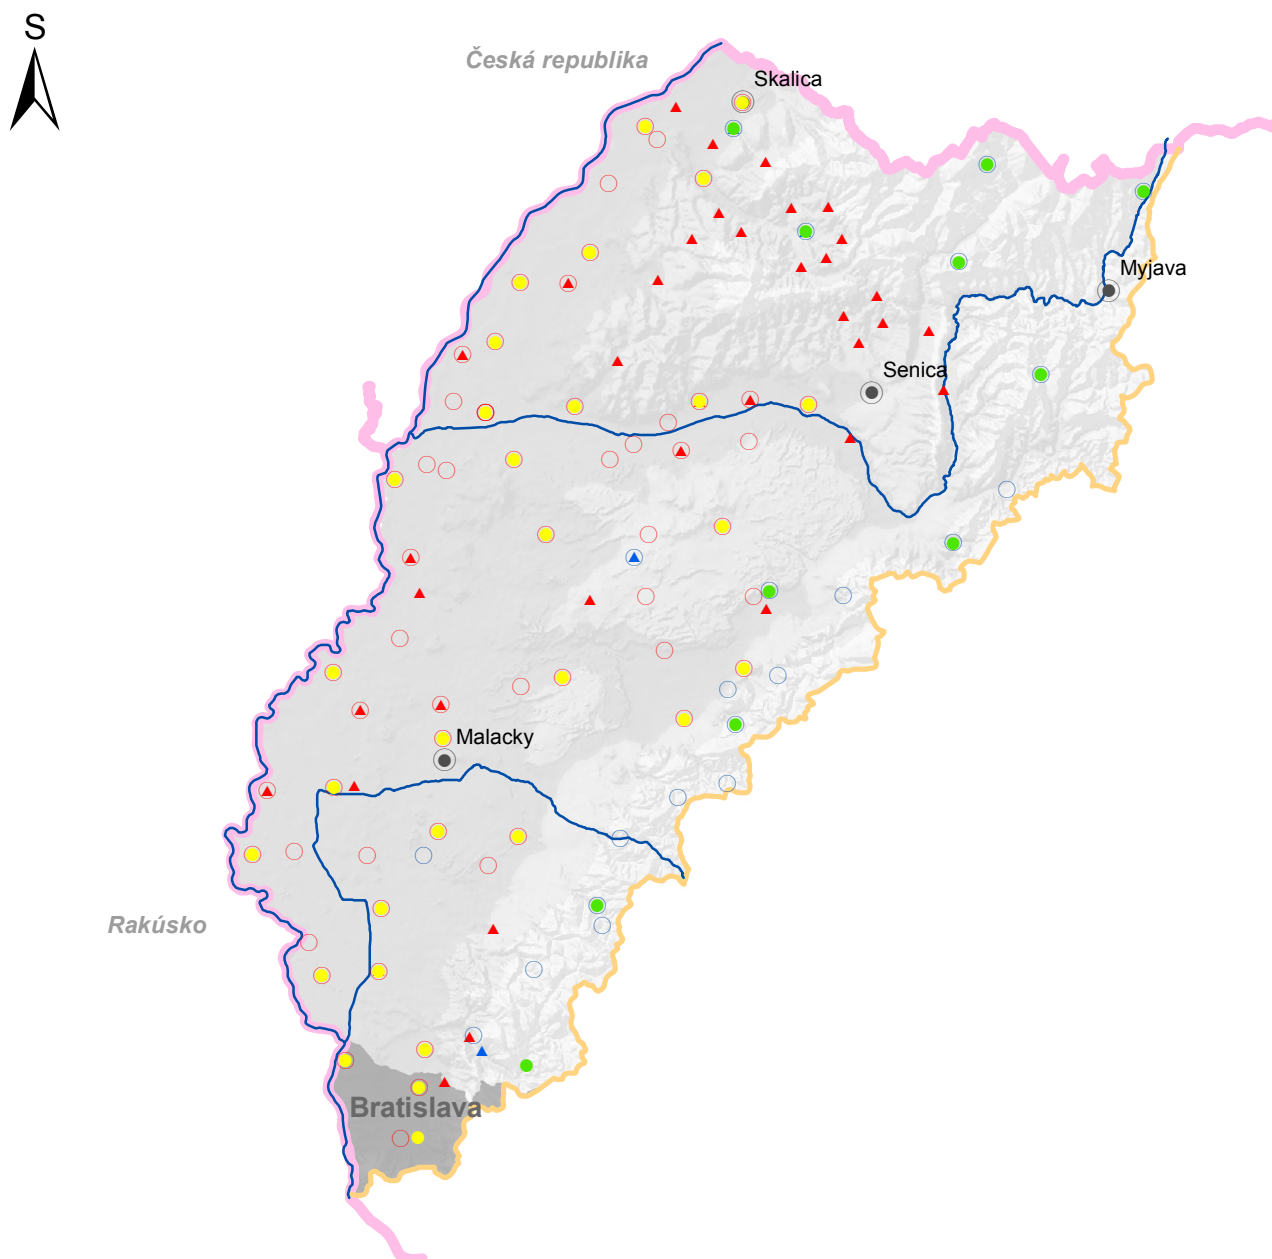 S
Česká republika
Skalica
Myjava
Senica
Malacky
Rakúsko
Bratislava